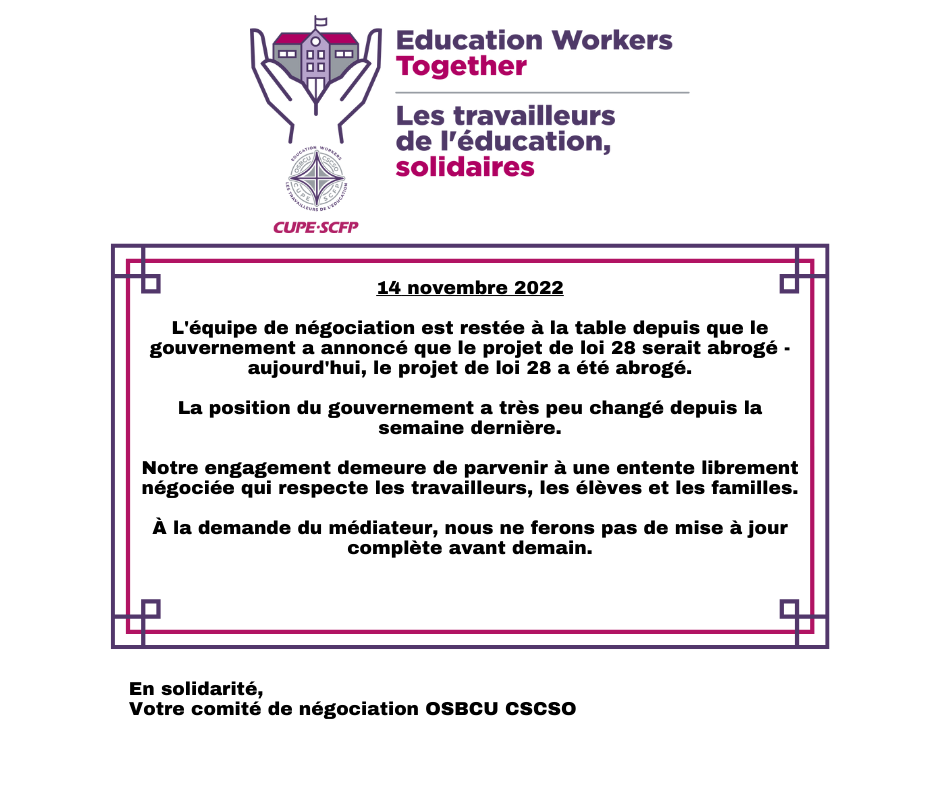 Education Workers
Together
Les travailleurs
de l'éducation,
solidaires
EDUCATION WORKERS
OSBCU CSCSO
CUPE SCFP
LES TRAVAILLEURS DE L'ÉDUCATION
CUPE·SCFP
14 novembre 2022
L'équipe de négociation est restée à la table depuis que le
gouvernement a annoncé que le projet de loi 28 serait abrogé -
aujourd'hui, le projet de loi 28 a été abrogé.
La position du gouvernement a très peu changé depuis la
semaine dernière.
Notre engagement demeure de parvenir à une entente librement
négociée qui respecte les travailleurs, les élèves et les familles.
À la demande du médiateur, nous ne ferons pas de mise à jour
complète avant demain.
En solidarité,
Votre comité de négociation OSBCU CSCSO